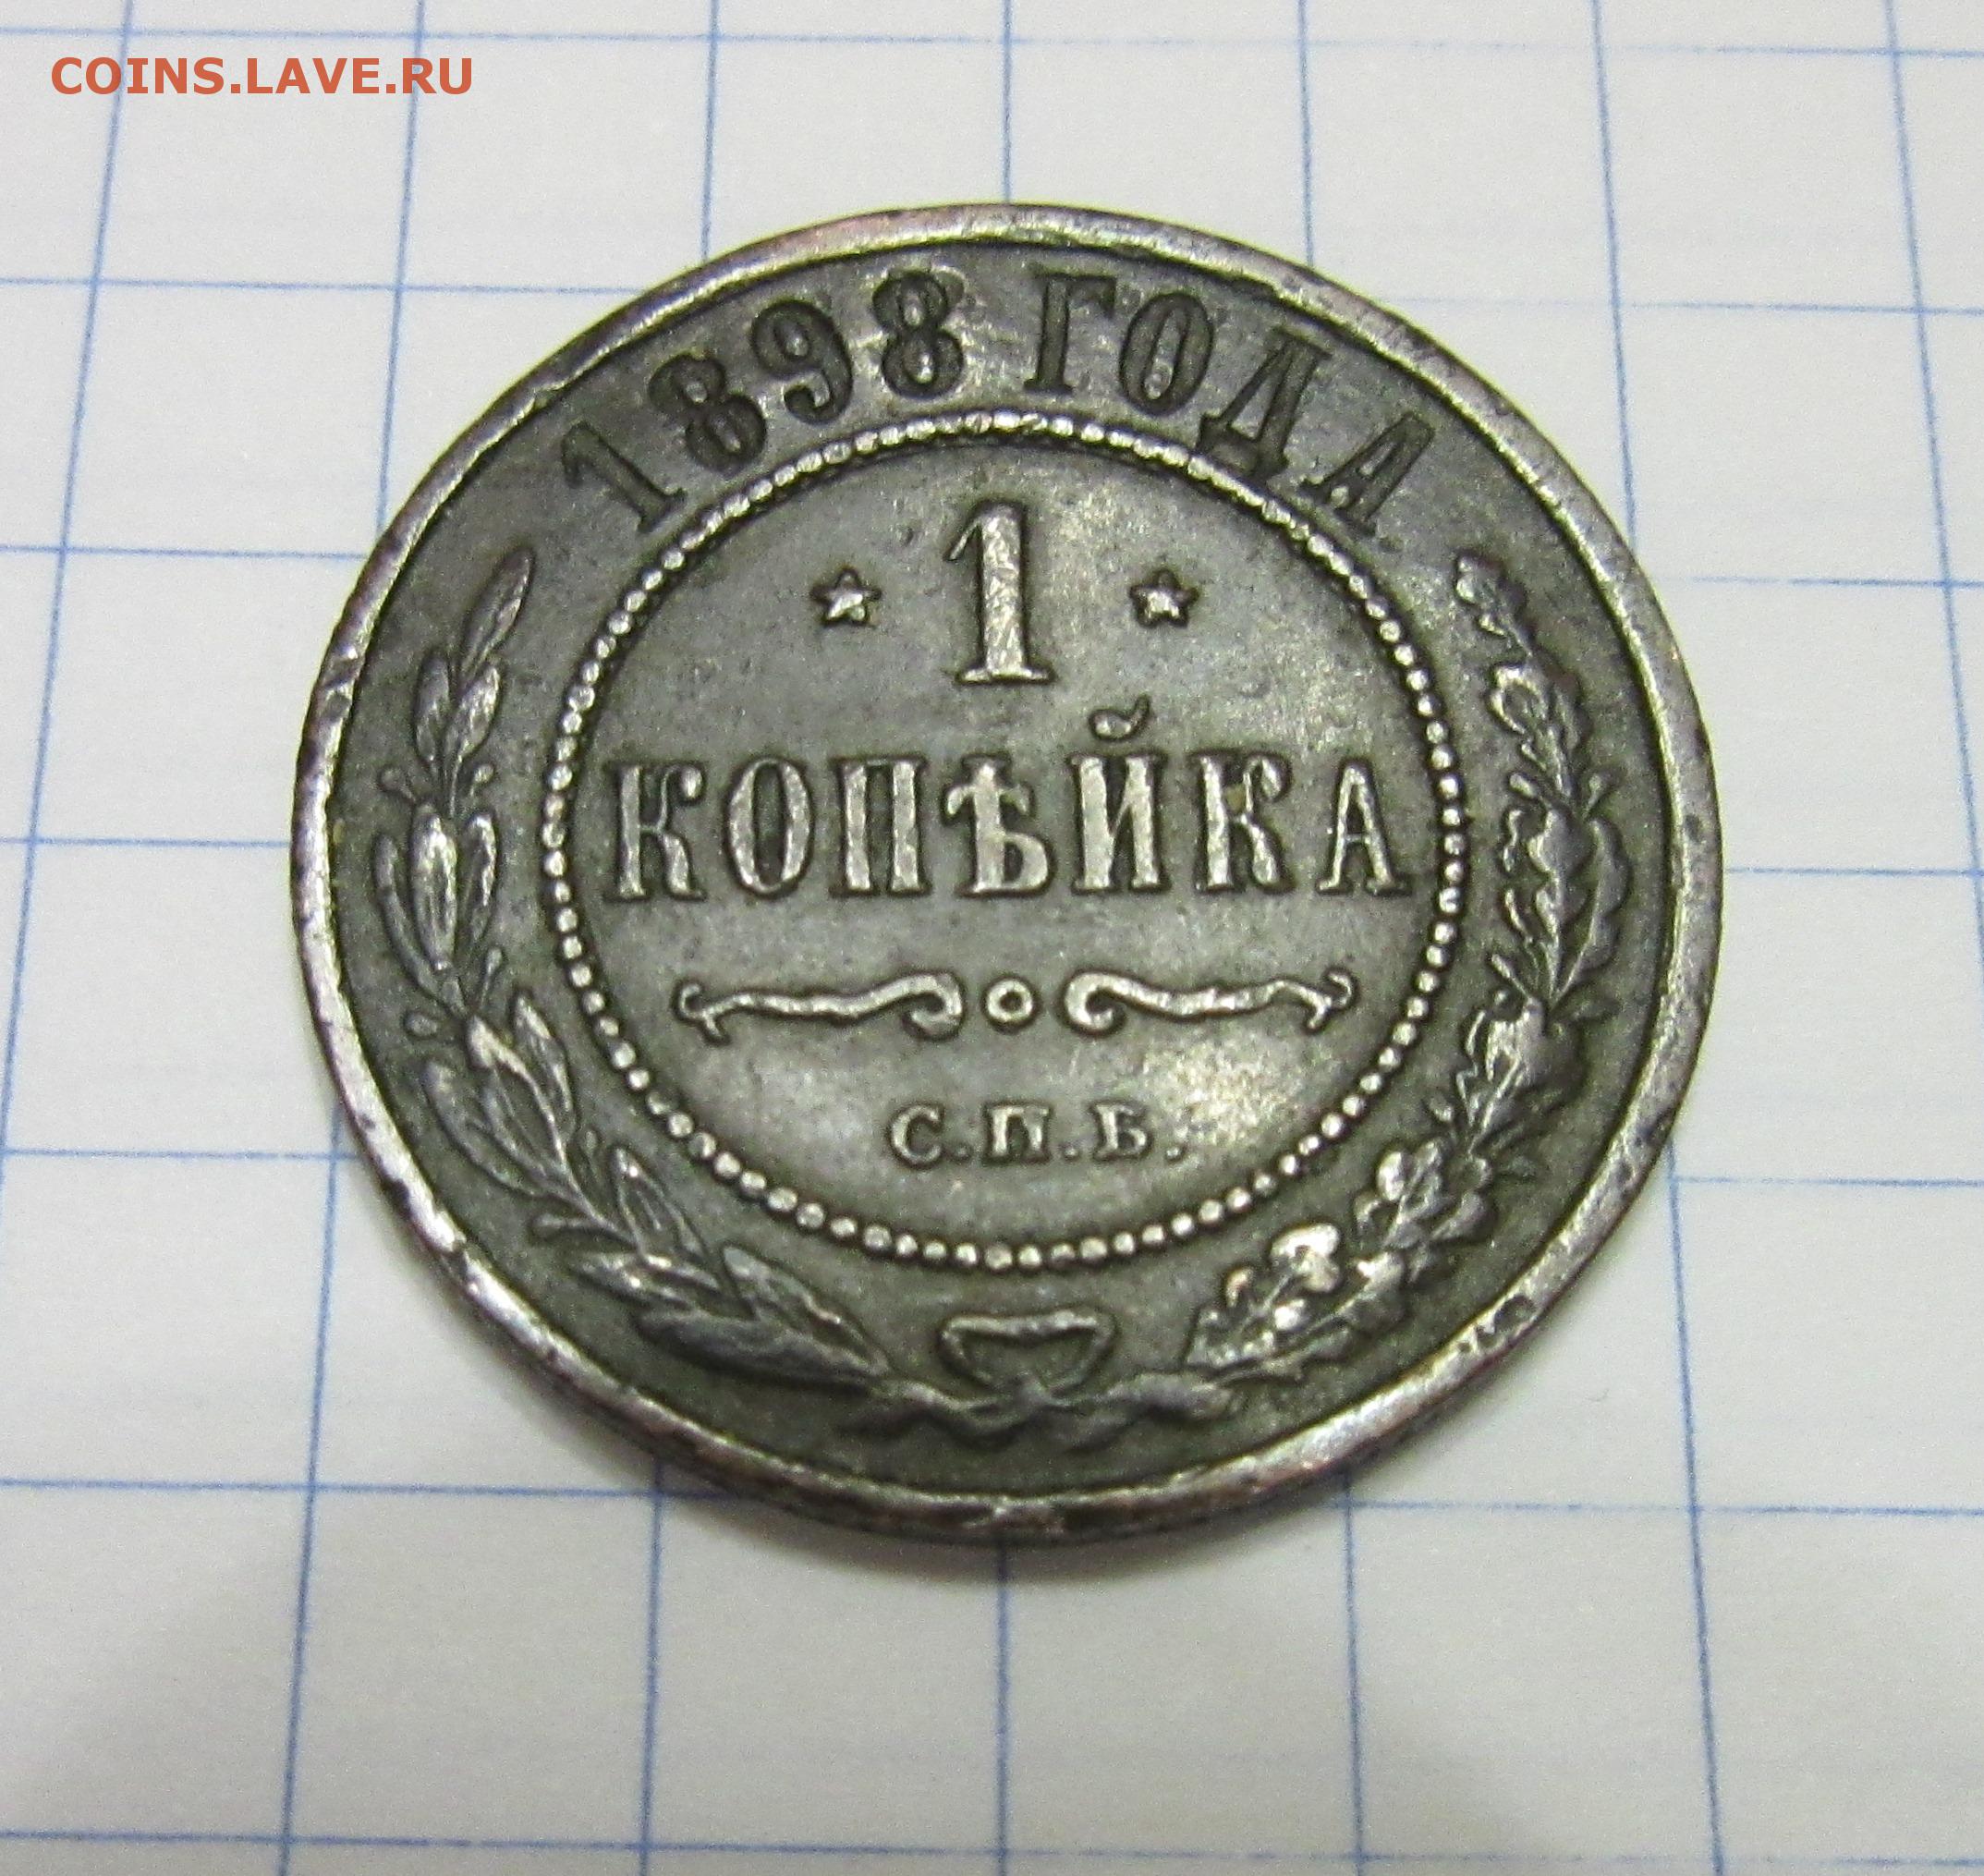 COINS.LAVE.RU
1898 ГОДА
1
КОПѢЙКА
С.П.Б.